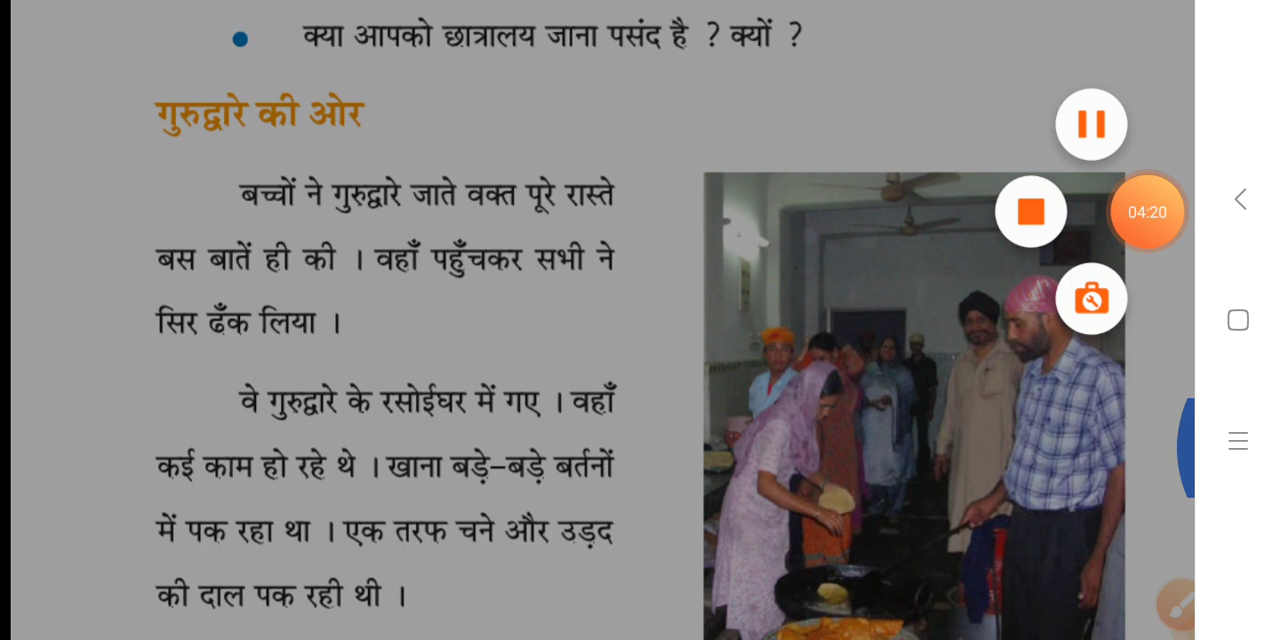 क्या आपको छात्रालय जाना पसंद है ? क्यों ?
गुरुद्वारे की ओर
बच्चों ने गुरुद्वारे जाते वक्त पूरे रास्ते
बस बातें ही की । वहाँ पहुँचकर सभी ने
सिर ढँक लिया ।
वे गुरुद्वारे के रसोईघर में गए । वहाँ
कई काम हो रहे थे । खाना बड़े-बड़े बर्तनों
में पक रहा था । एक तरफ चने और उड़द
की दाल पक रही थी ।
04:20